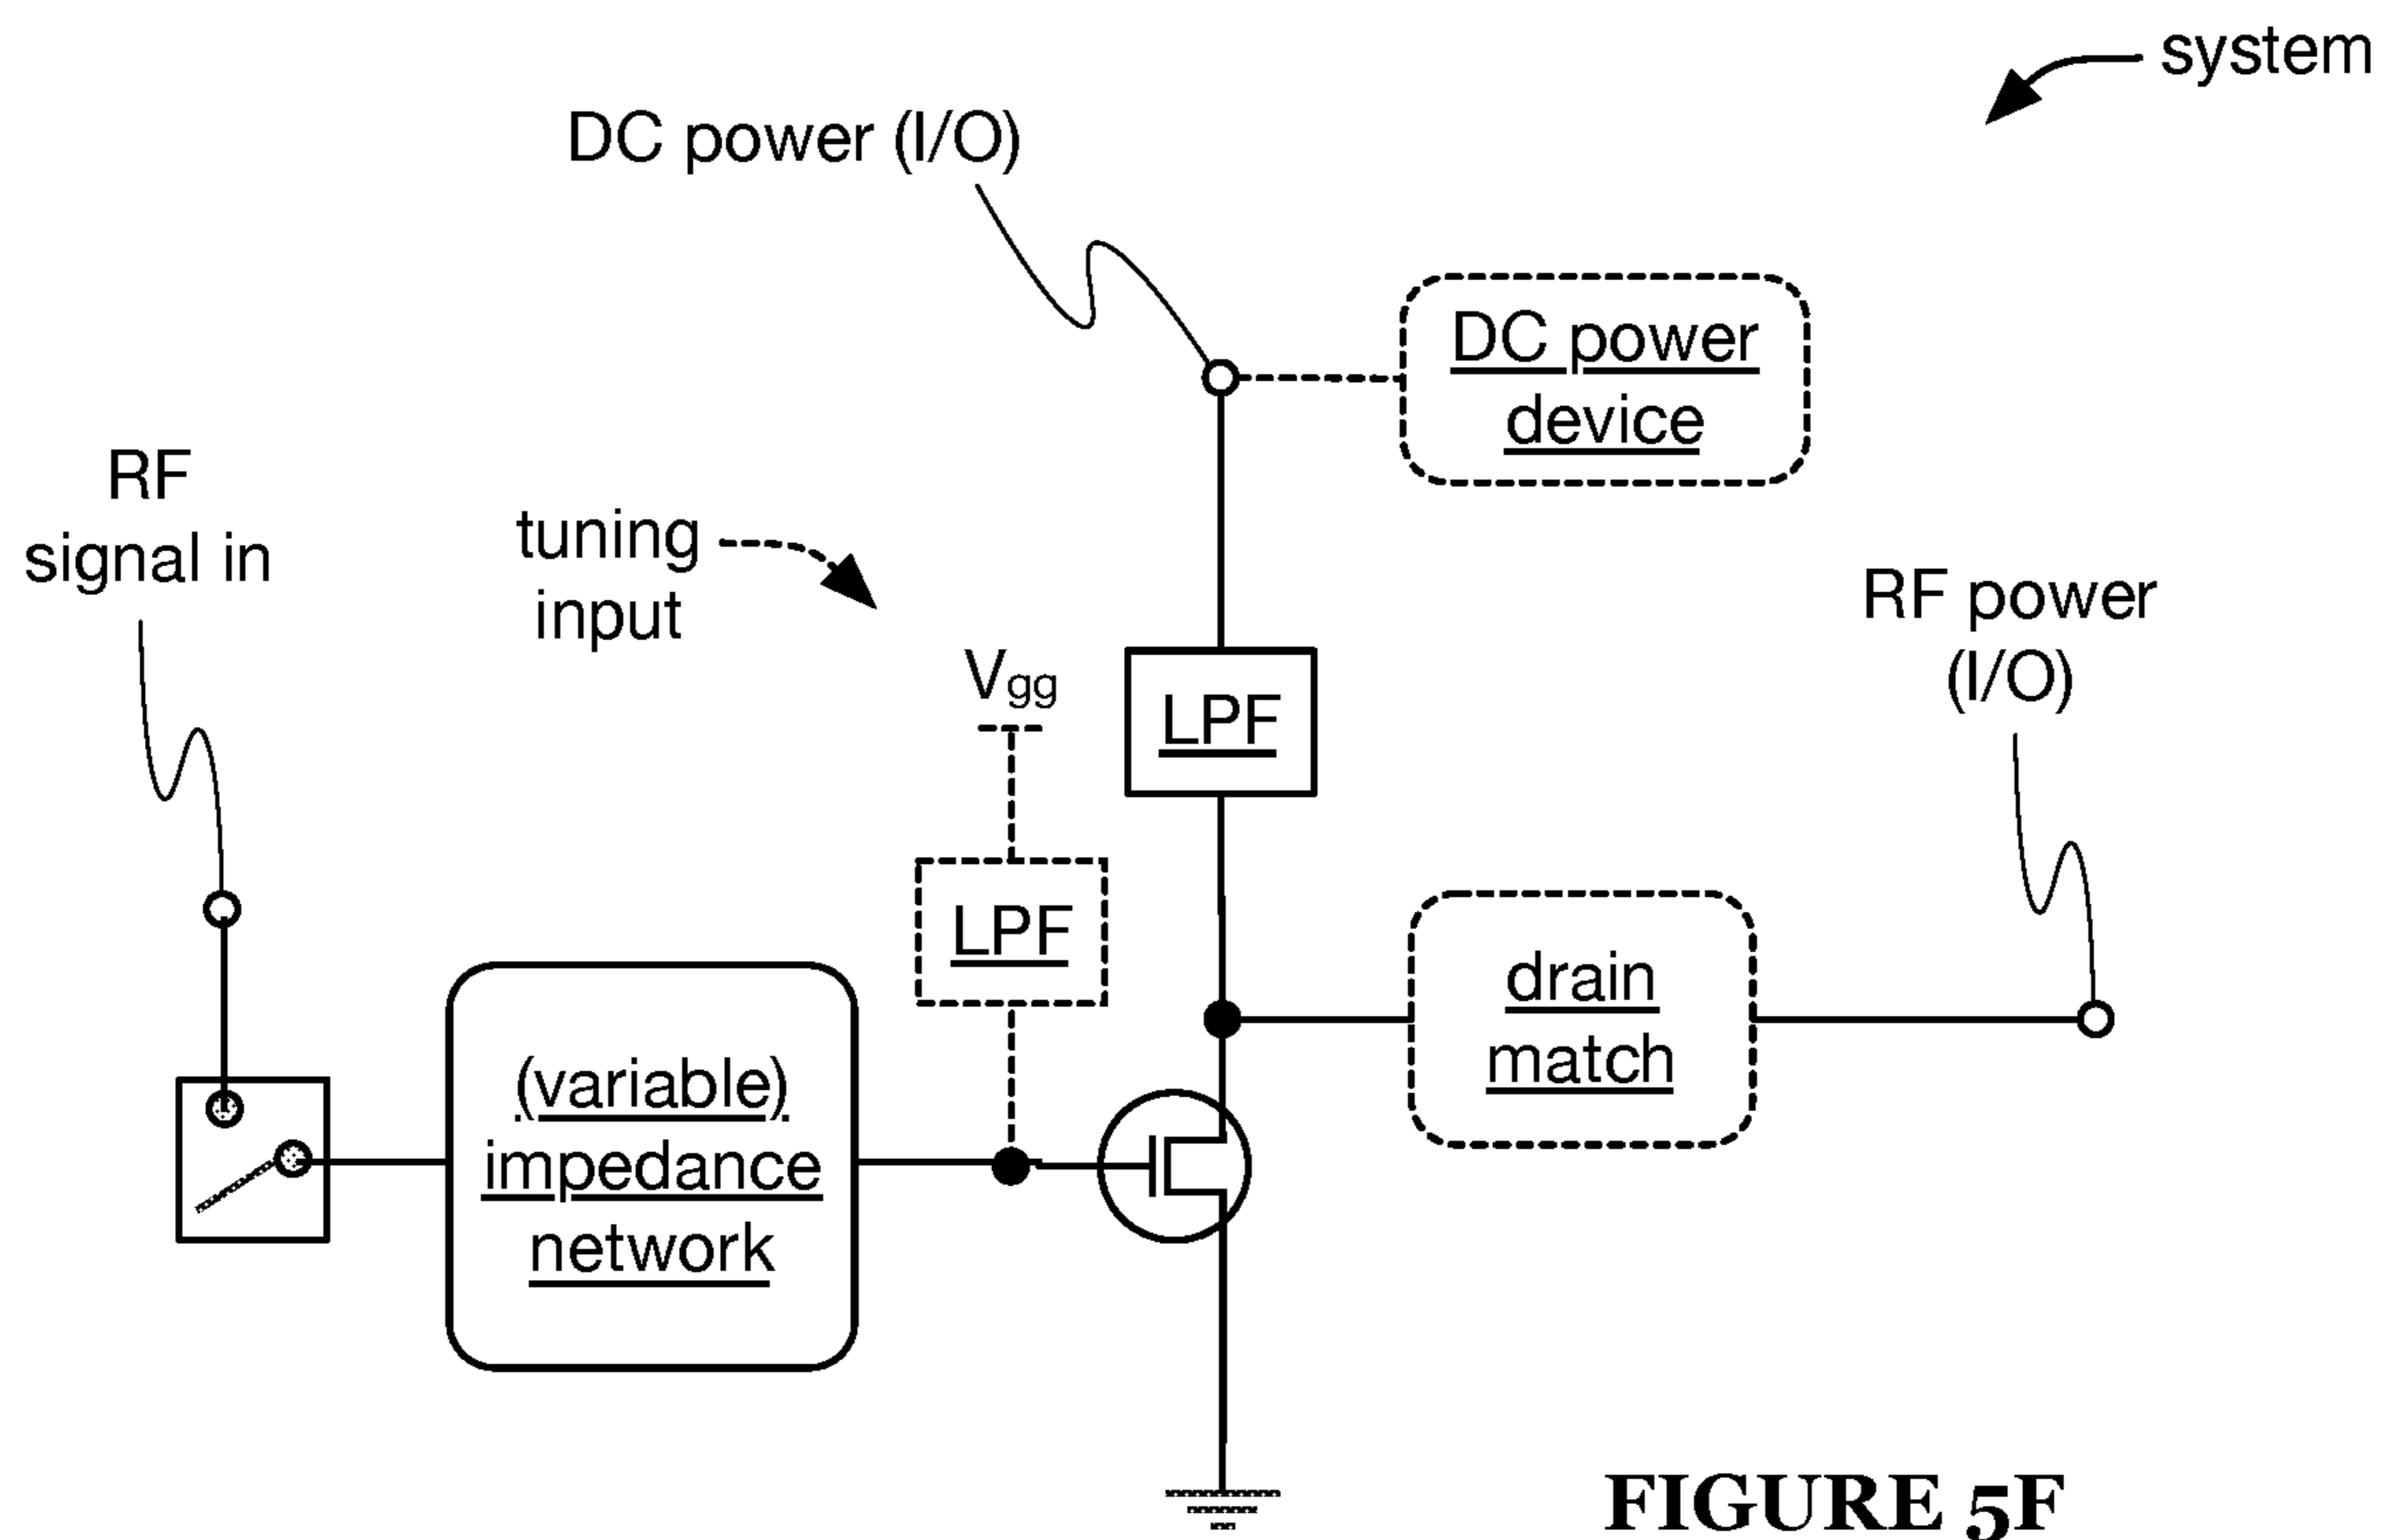 system
DC power (I/O)
DC power
device
RF
signal in
tuning
input
RF power
(I/O)
Vgg
LPF
LPF
drain
match
(variable)
impedance
network
FIGURE 5F